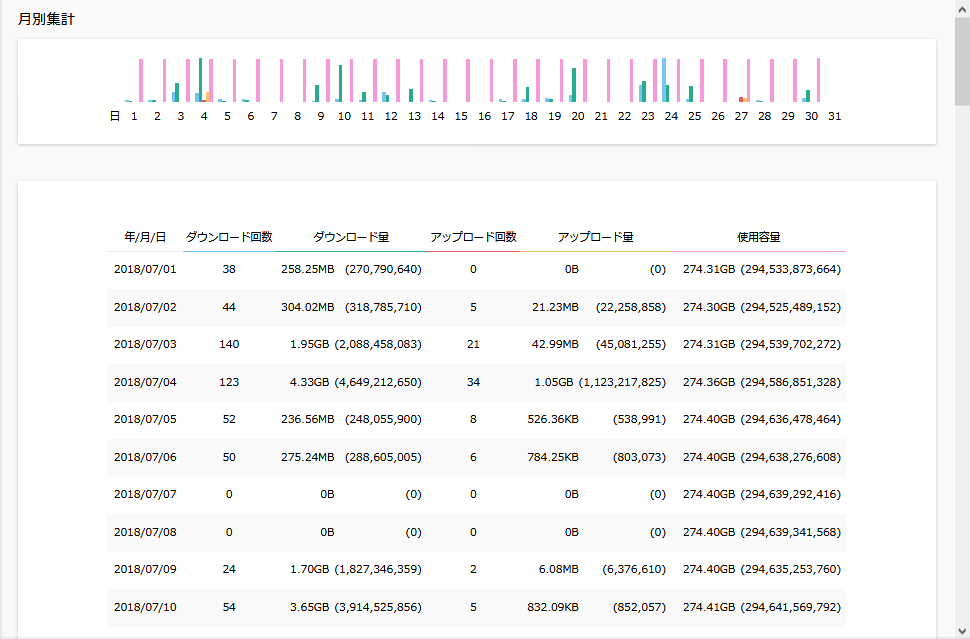 月別集計
日 1 2 3 4 5 6 7 8 9 10 11 12 13 14 15 16 17 18 19 20 21 22 23 24 25 26 27 28 29 30 31
年/月/日 ダウンロード回数 ダウンロード量 アップロード回数 アップロード量 使用容量
2018/07/01 38 258.25MB (270,790,640) 0 0B (0) 274.31GB (294,533,873,664)
2018/07/02 44 304.02MB (318,785,710) 5 21.23MB (22,258,858) 274.30GB (294,525,489,152)
2018/07/03 140 1.95GB (2,088,458,083) 21 42.99MB (45,081,255) 274.31GB (294,539,702,272)
2018/07/04 123 4.33GB (4,649,212,650) 34 1.05GB (1,123,217,825) 274.36GB (294,586,851,328)
2018/07/05 52 236.56MB (248,055,900) 8 526.36KB (538,991) 274.40GB (294,636,478,464)
2018/07/06 50 275.24MB (288,605,005) 6 784.25KB (803,073) 274.40GB (294,638,276,608)
2018/07/07 0 0B (0) 0 0B (0) 274.40GB (294,639,292,416)
2018/07/08 0 0B (0) 0 0B (0) 274.40GB (294,639,341,568)
2018/07/09 24 1.70GB (1,827,346,359) 2 6.08MB (6,376,610) 274.40GB (294,635,253,760)
2018/07/10 54 3.65GB (3,914,525,856) 5 832.09KB (852,057) 274.41GB (294,641,569,792)